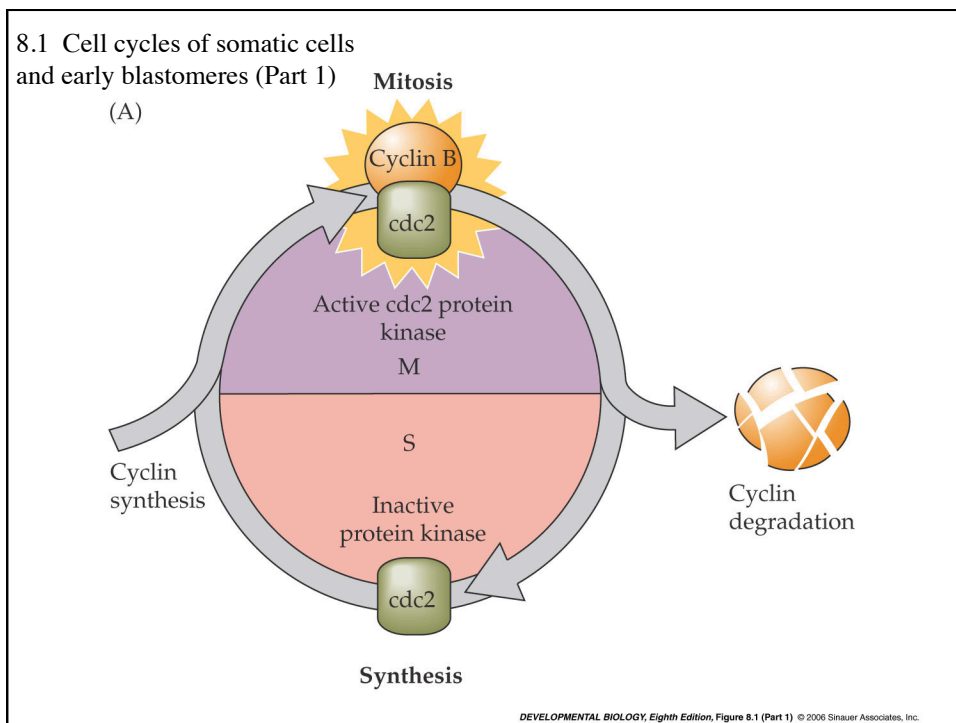 8.1 Cell cycles of somatic cells
and early blastomeres (Part 1)
(A)
Mitosis
Cyclin B
cdc2
Active cdc2 protein
kinase
M
S
Inactive
protein kinase
cdc2
Synthesis
Cyclin
synthesis
Cyclin
degradation
DEVELOPMENTAL BIOLOGY, Eighth Edition, Figure 8.1 (Part 1) © 2006 Sinauer Associates, Inc.